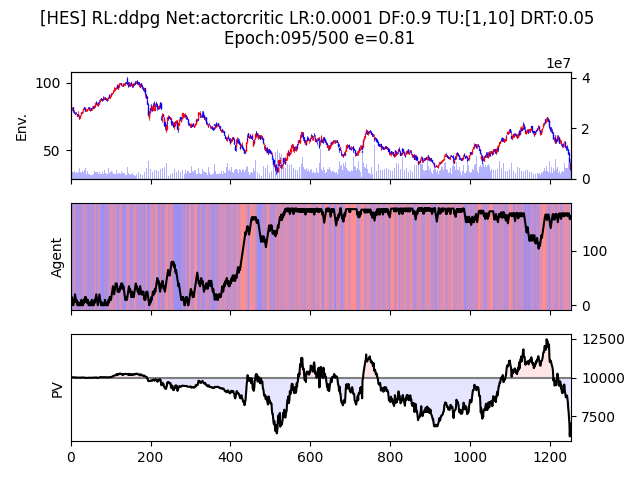 [HES] RL:ddpg Net:actorcritic LR:0.0001 DF:0.9 TU:[1,10] DRT:0.05
Epoch:095/500 e=0.81
1e7
100
50
Env.
4
2
0
Agent
100
0
PV
12500
10000
7500
0 200 400 600 800 1000 1200